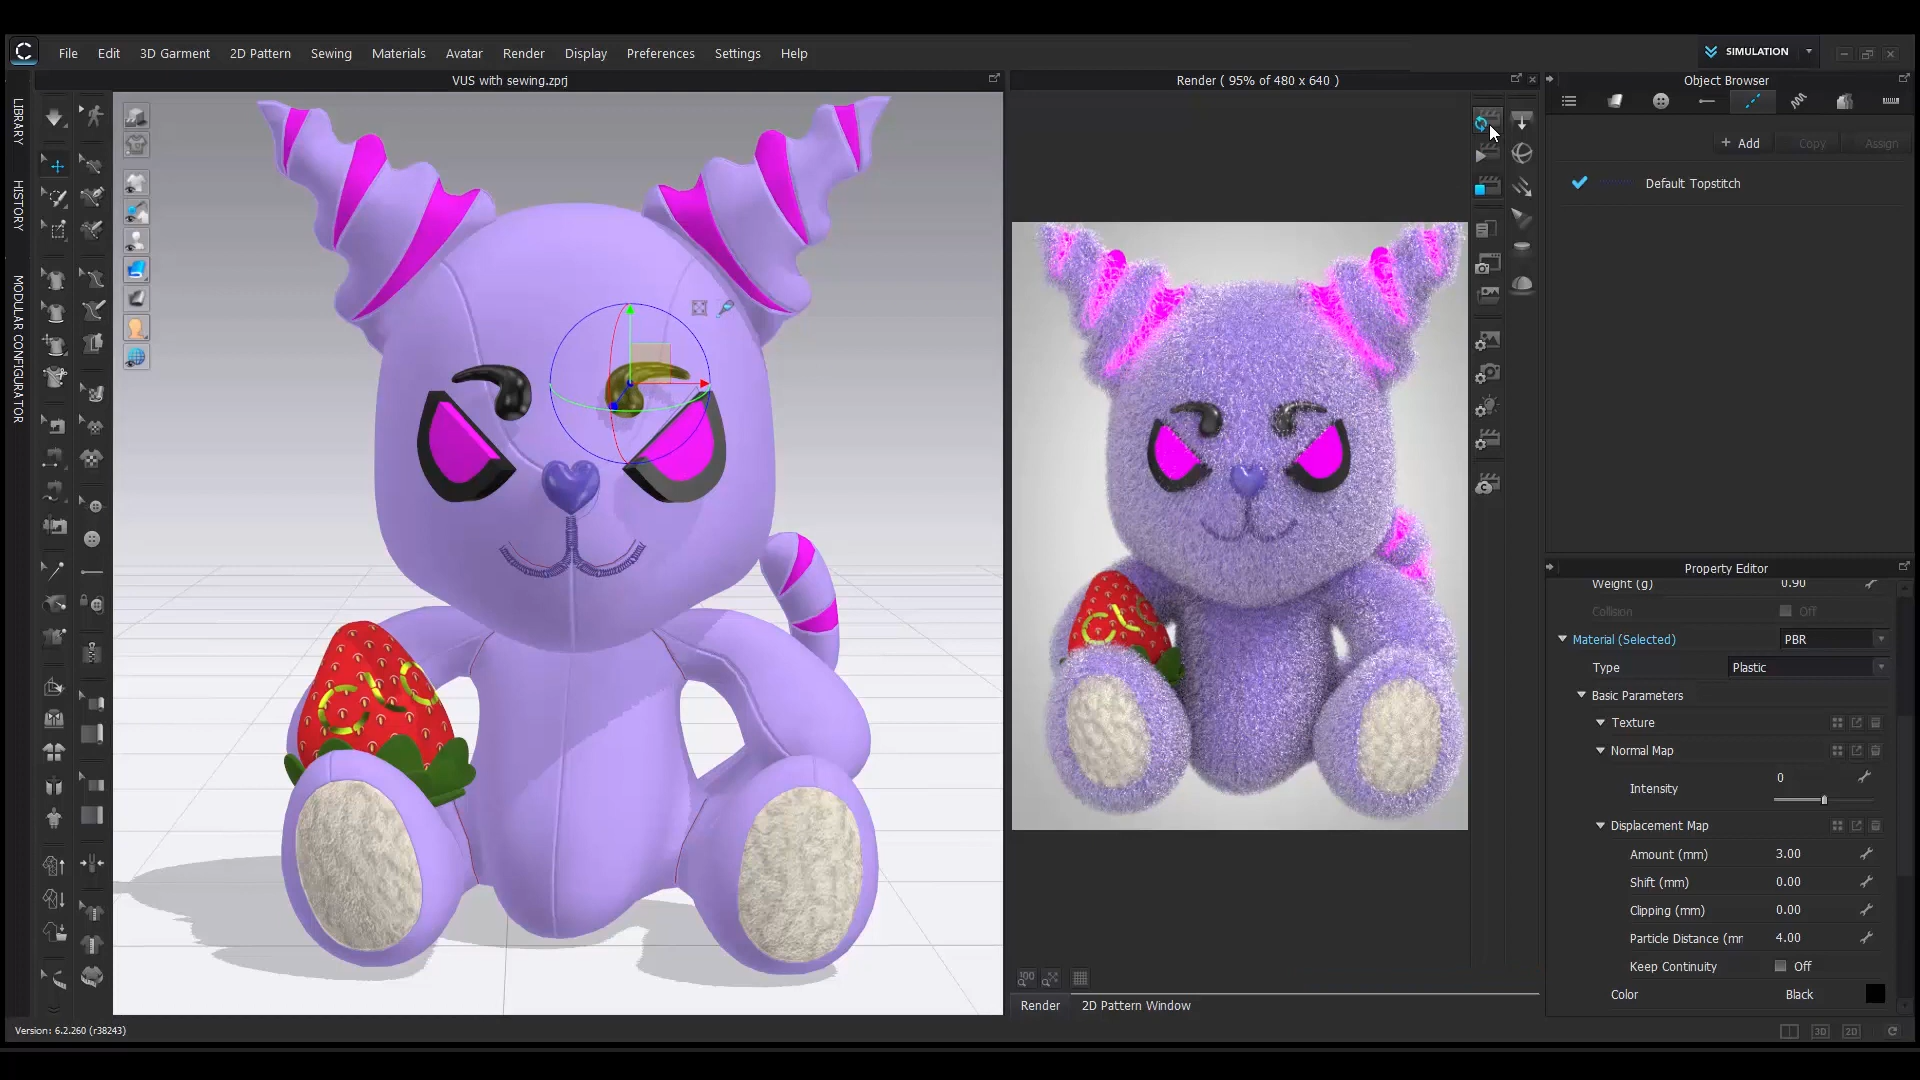 File Edit 3D Garment 2D Pattern Sewing Materials Avatar Render Display Preferences Settings Help
SIMULATION
VUS with sewing.zprj
Render ( 95% of 480 x 640 )
Object Browser
LIBRARY
HISTORY
MODULAR CONFIGURATOR
+ Add Copy Assign
Default Topstitch
Property Editor
Weight (g) 0.90
Collision Off
Material (Selected) PBR
Type Plastic
Basic Parameters
Texture
Normal Map
0
Intensity
Displacement Map
Amount (mm) 3.00
Shift (mm) 0.00
Clipping (mm) 0.00
Particle Distance (mr 4.00
Keep Continuity Off
Color Black
100
Render 2D Pattern Window
Version: 6.2.260 (r38243)
3D 2D